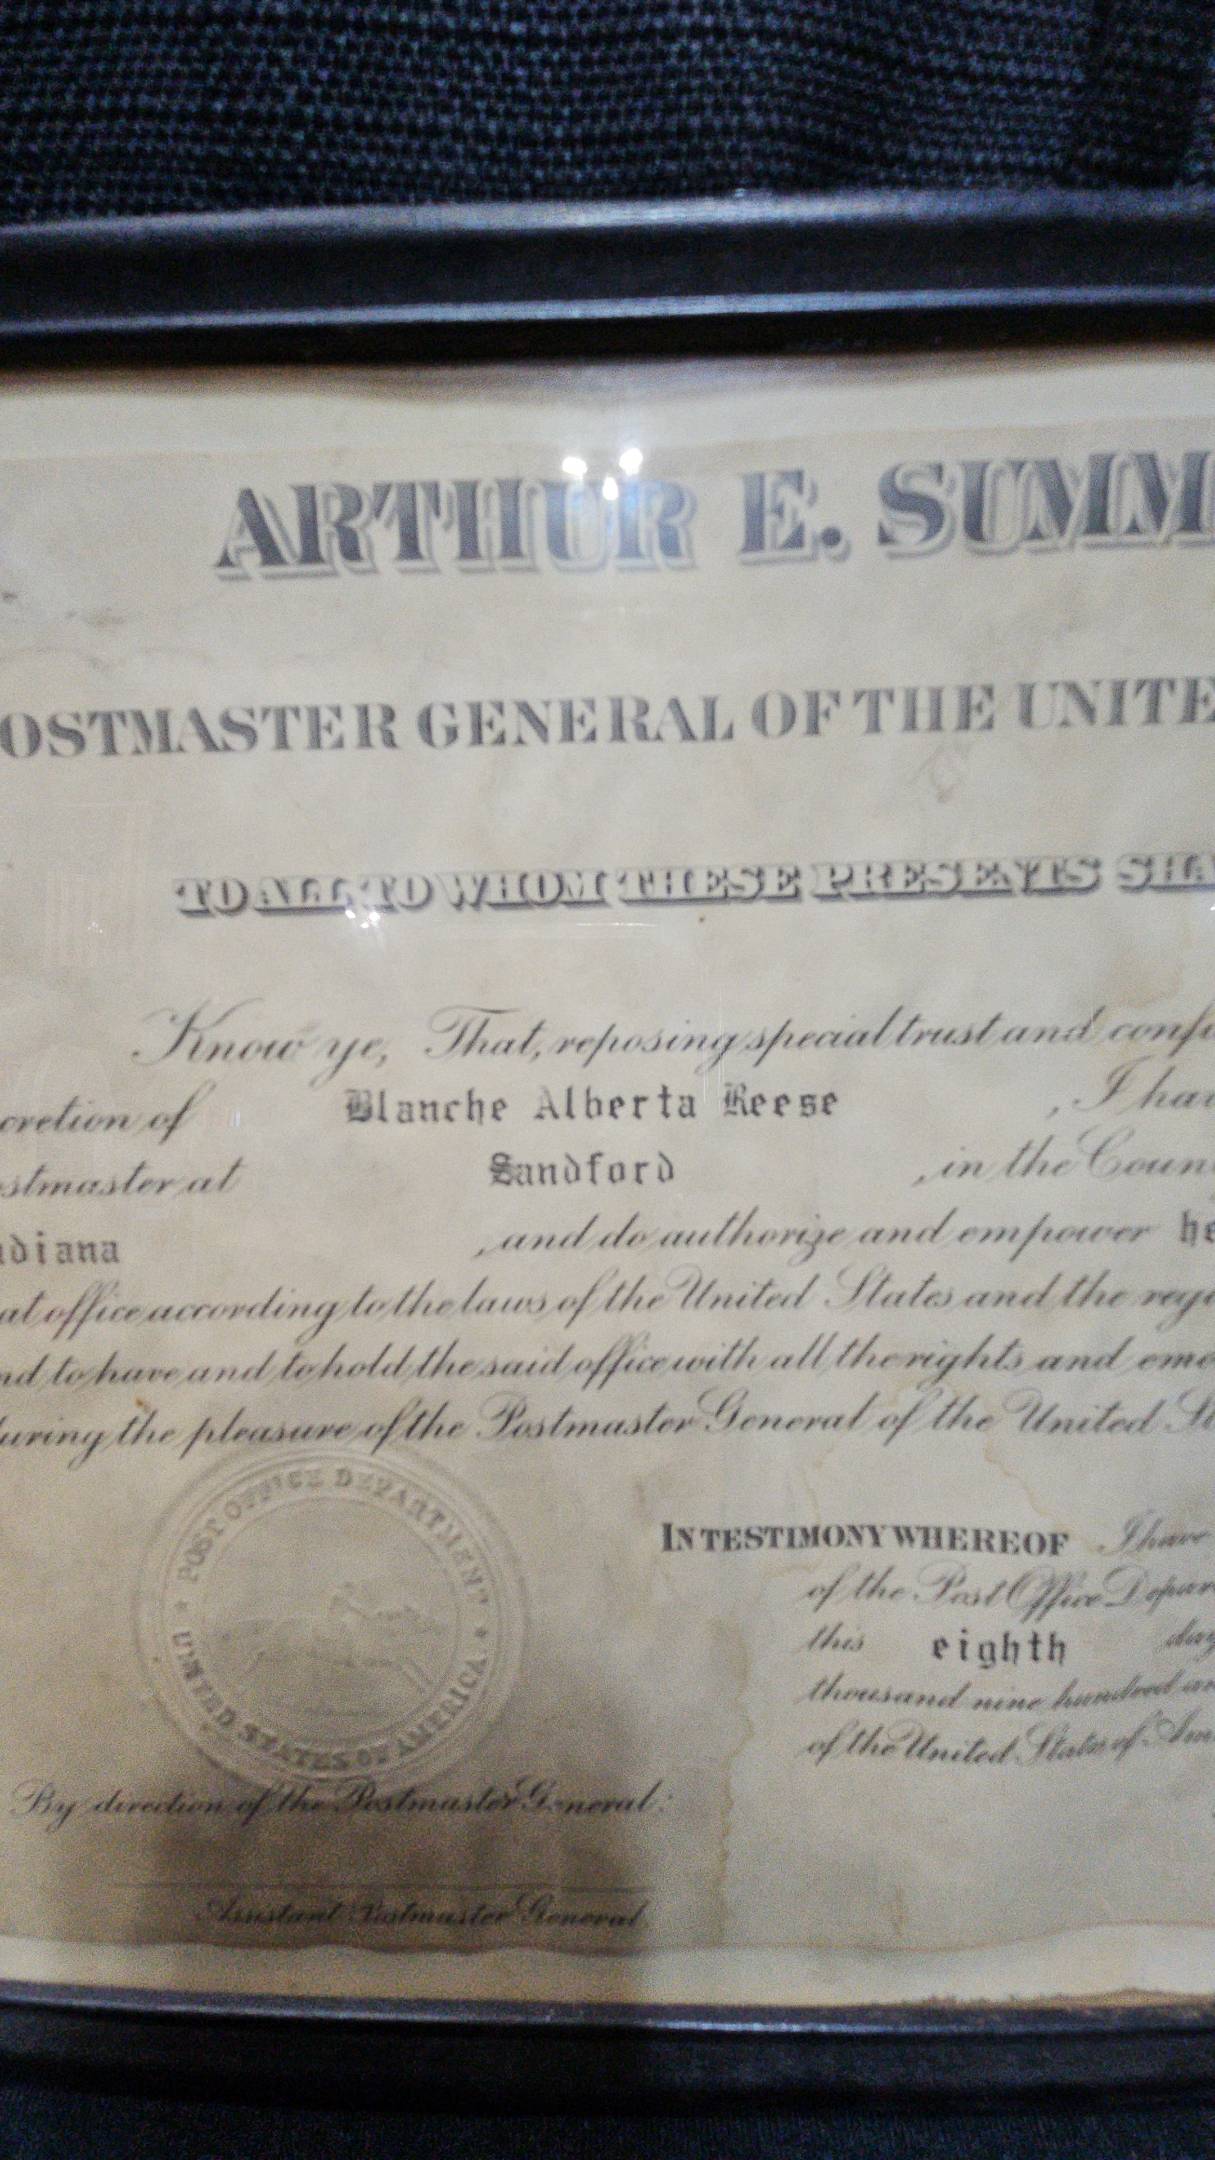 ARTHUR E. SUMM
OSTMASTER GENERAL OF THE UNITE
TO ALL TO WHOM THESE PRESENTS SHA
Know ye, That, reposing special trust and confi
cretion of Blanche Alberta Reese , I hav
ostmaster at Sandford , in the Coun
ndiana , and do authorize and empower he
at office according to the laws of the United States and the regu
nd to have and to hold the said office with all the rights and emo
during the pleasure of the Postmaster General of the United St
POST OFFICE DEPARTMENT
UNITED STATES OF AMERICA
IN TESTIMONY WHEREOF I have
of the Post Office Depar
this eighth day
thousand nine hundred an
of the United States of Am
By direction of the Postmaster General:
Assistant Postmaster General